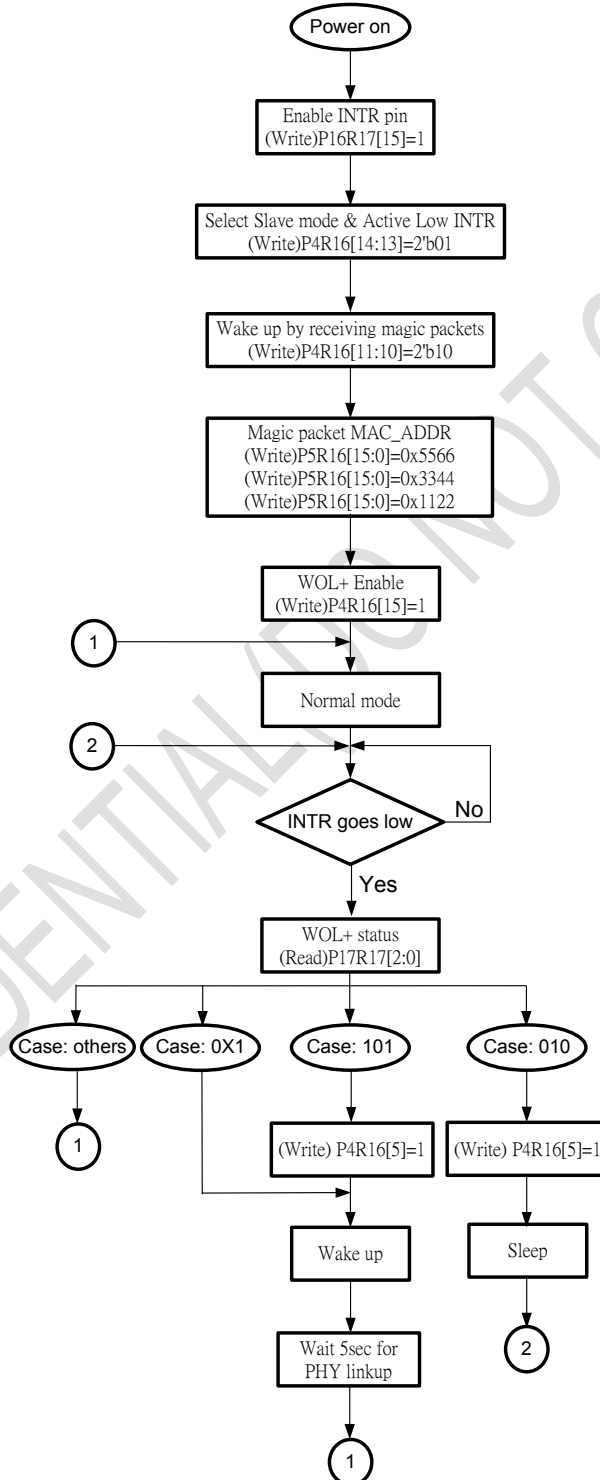 Power on
Enable INTR pin
(Write)P16R17[15]=1
Select Slave mode & Active Low INTR
(Write)P4R16[14:13]=2'b01
Wake up by receiving magic packets
(Write)P4R16[11:10]=2'b10
Magic packet MAC_ADDR
(Write)P5R16[15:0]=0x5566
(Write)P5R16[15:0]=0x3344
(Write)P5R16[15:0]=0x1122
WOL+ Enable
(Write)P4R16[15]=1
1
Normal mode
2
INTR goes low
No
Yes
WOL+ status
(Read)P17R17[2:0]
Case: others
Case: 0X1
Case: 101
Case: 010
1
(Write) P4R16[5]=1
(Write) P4R16[5]=1
Wake up
Sleep
Wait 5sec for
PHY linkup
2
1